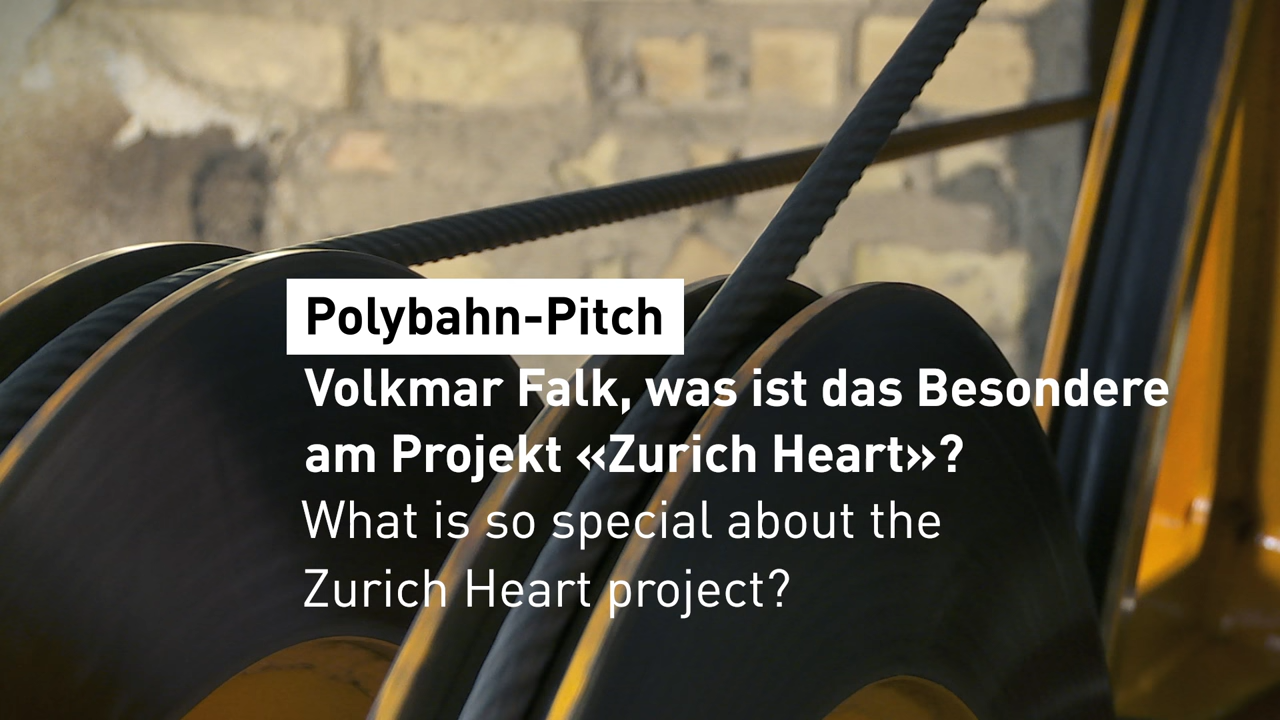 Polybahn-Pitch
Volkmar Falk, was ist das Besondere
am Projekt «Zurich Heart»?
What is so special about the
Zurich Heart project?